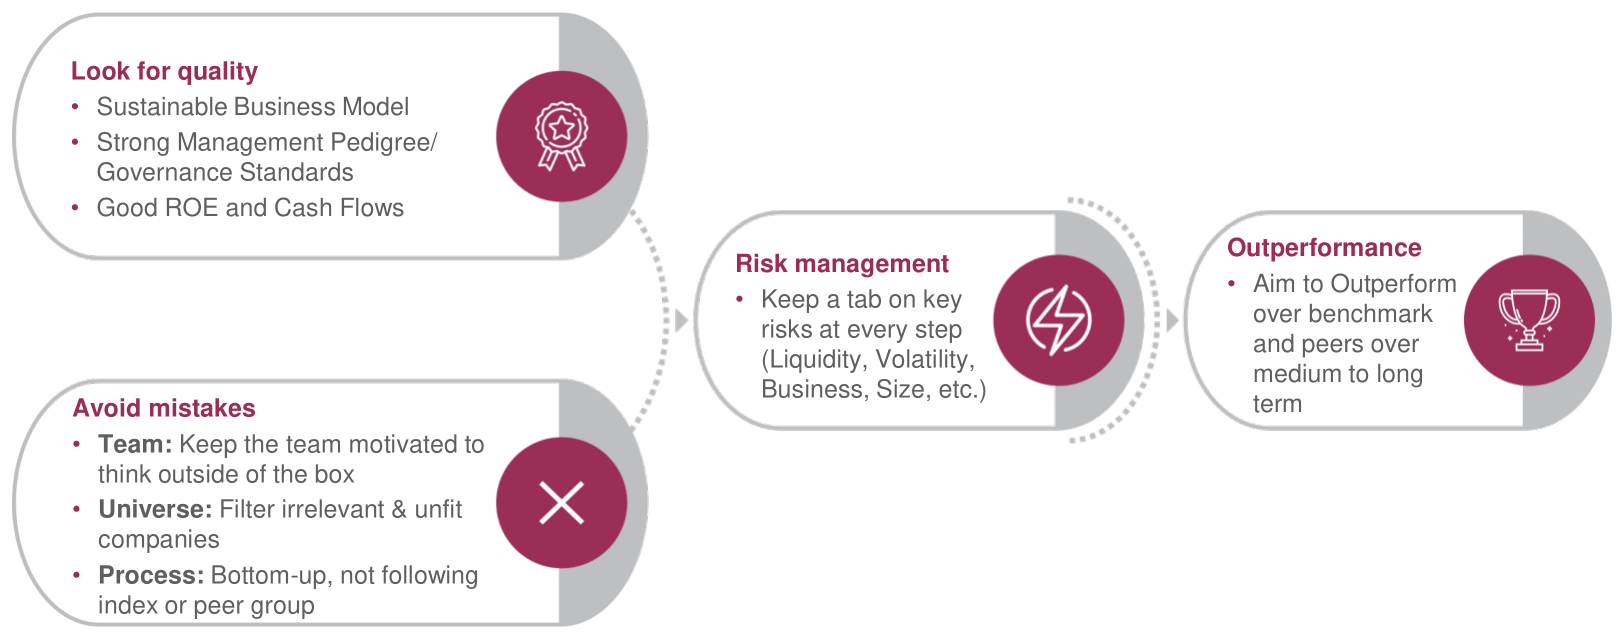 Look for quality
• Sustainable Business Model
• Strong Management Pedigree/
Governance Standards
• Good ROE and Cash Flows
Avoid mistakes
• Team: Keep the team motivated to
think outside of the box
• Universe: Filter irrelevant & unfit
companies
• Process: Bottom-up, not following
index or peer group
Risk management
• Keep a tab on key
risks at every step
(Liquidity, Volatility,
Business, Size, etc.)
Outperformance
• Aim to Outperform
over benchmark
and peers over
medium to long
term